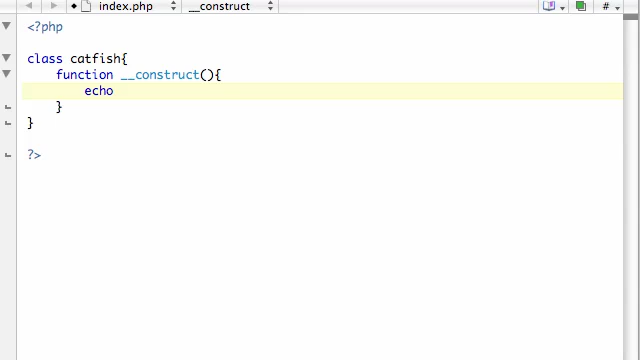 index.php __construct #
<?php
class catfish{
function __construct(){
echo
}
}
?>